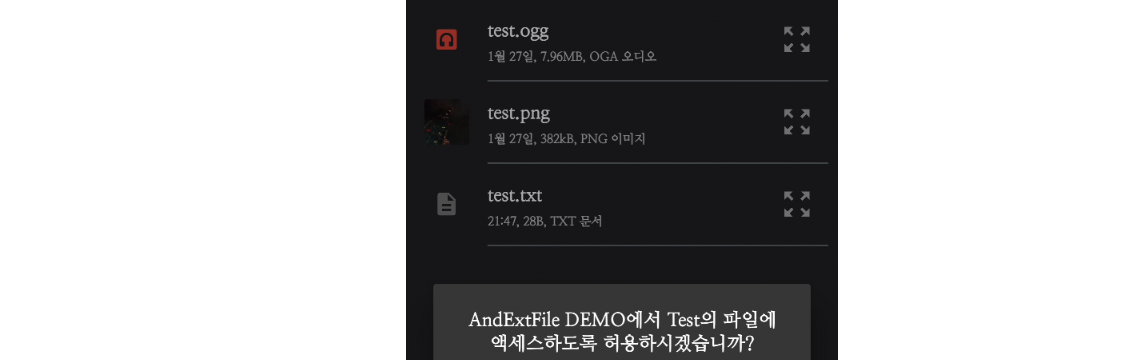 test.ogg
1월 27일, 7.96MB, OGA 오디오
test.png
1월 27일, 382kB, PNG 이미지
test.txt
21:47, 28B, TXT 문서
AndExtFile DEMO에서 Test의 파일에
액세스하도록 허용하시겠습니까?